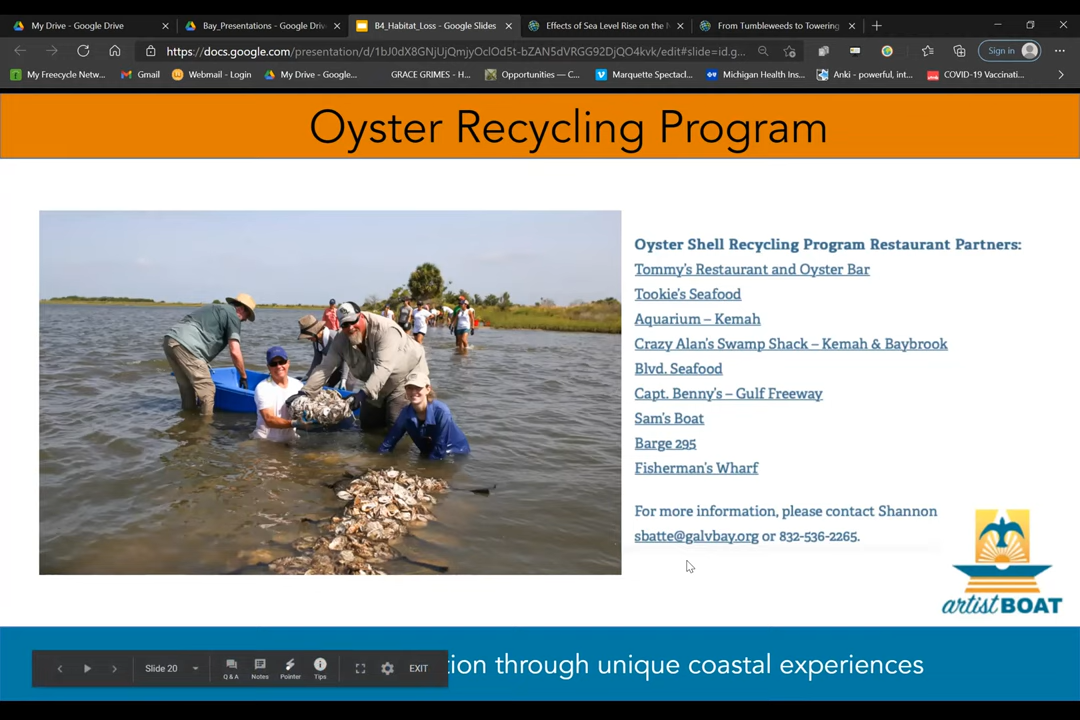 My Drive - Google Drive
Bay_Presentations - Google Driv
B4_Habitat_Loss - Google Slides
Effects of Sea Level Rise on the N
From Tumbleweeds to Towering
https://docs.google.com/presentation/d/1bJ0dX8GNjUjQmjyOclOd5t-bZAN5dVRGG92DjQO4kvk/edit#slide=id.g...
Sign in
My Freecycle Netw...
Gmail
Webmail - Login
My Drive - Google...
GRACE GRIMES - H...
Opportunities — C...
Marquette Spectacl...
Michigan Health Ins...
Anki - powerful, int...
COVID-19 Vaccinati...
Oyster Recycling Program
Oyster Shell Recycling Program Restaurant Partners:
Tommy's Restaurant and Oyster Bar
Tookie's Seafood
Aquarium – Kemah
Crazy Alan's Swamp Shack – Kemah & Baybrook
Blvd. Seafood
Capt. Benny's – Gulf Freeway
Sam's Boat
Barge 295
Fisherman's Wharf
For more information, please contact Shannon
sbatte@galvbay.org or 832-536-2265.
artist BOAT
tion through unique coastal experiences
Slide 20
Q & A
Notes
Pointer
Tips
EXIT